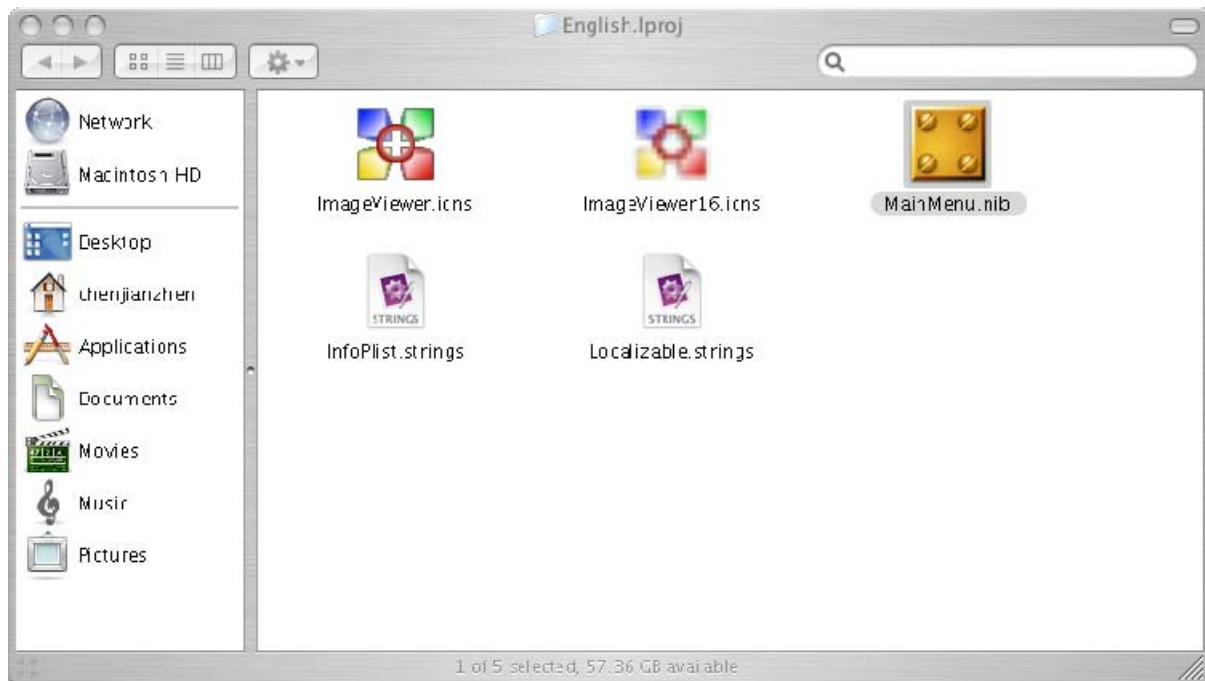 English.lproj
Network
Macintosh HD
Desktop
chenjianzhen
Applications
Documents
Movies
Music
Pictures
ImageViewer.icns
ImageViewer16.icns
MainMenu.nib
STRINGS
InfoPlist.strings
STRINGS
Localizable.strings
1 of 5 selected, 57.36 GB available